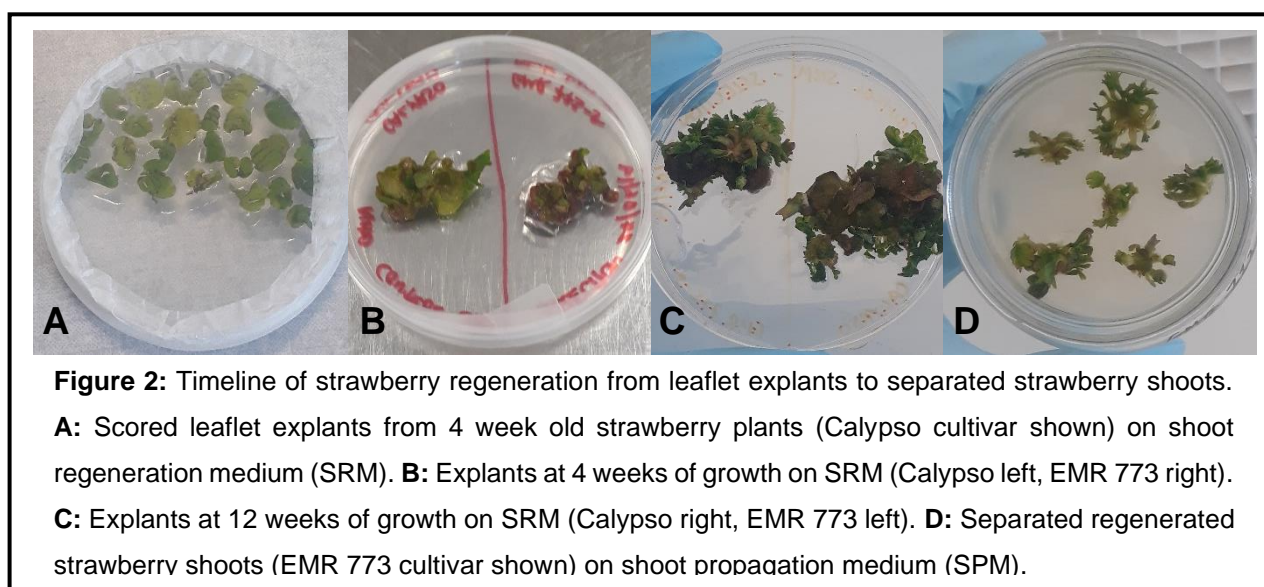 A
B
C
D
Figure 2: Timeline of strawberry regeneration from leaflet explants to separated strawberry shoots.
A: Scored leaflet explants from 4 week old strawberry plants (Calypso cultivar shown) on shoot
regeneration medium (SRM). B: Explants at 4 weeks of growth on SRM (Calypso left, EMR 773 right).
C: Explants at 12 weeks of growth on SRM (Calypso right, EMR 773 left). D: Separated regenerated
strawberry shoots (EMR 773 cultivar shown) on shoot propagation medium (SPM).